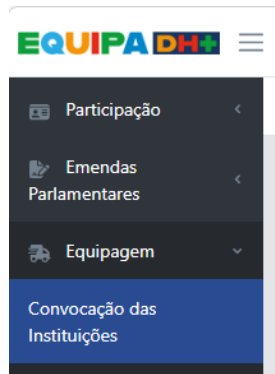 EQUIPA DH+
Participação
Emendas
Parlamentares
Equipagem
Convocação das
Instituições